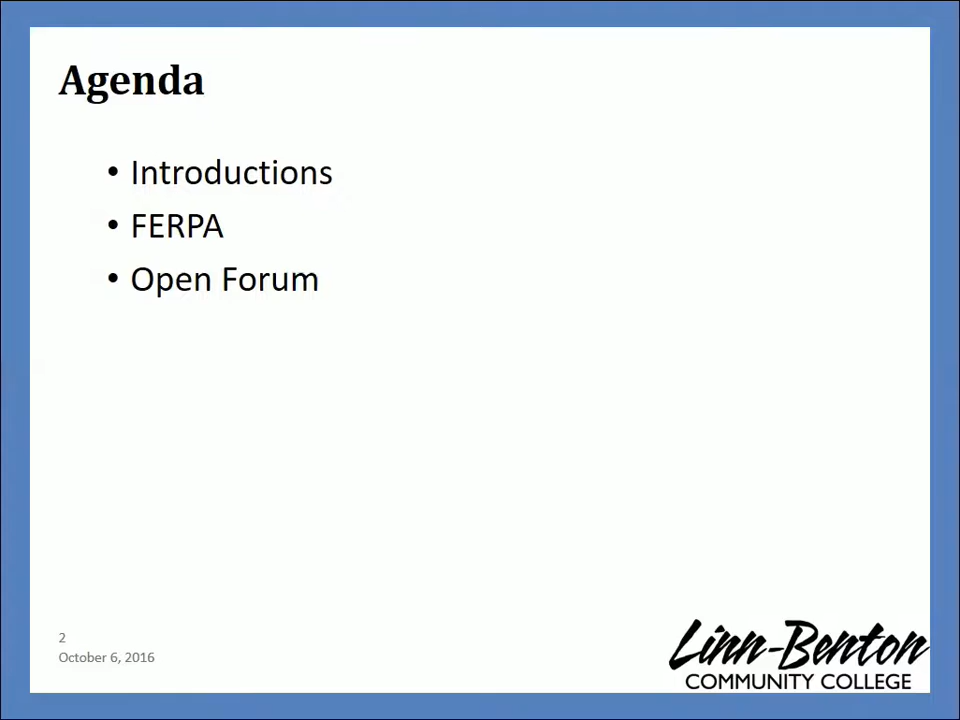 Agenda
• Introductions
• FERPA
• Open Forum
2
October 6, 2016
Linn-Benton
COMMUNITY COLLEGE